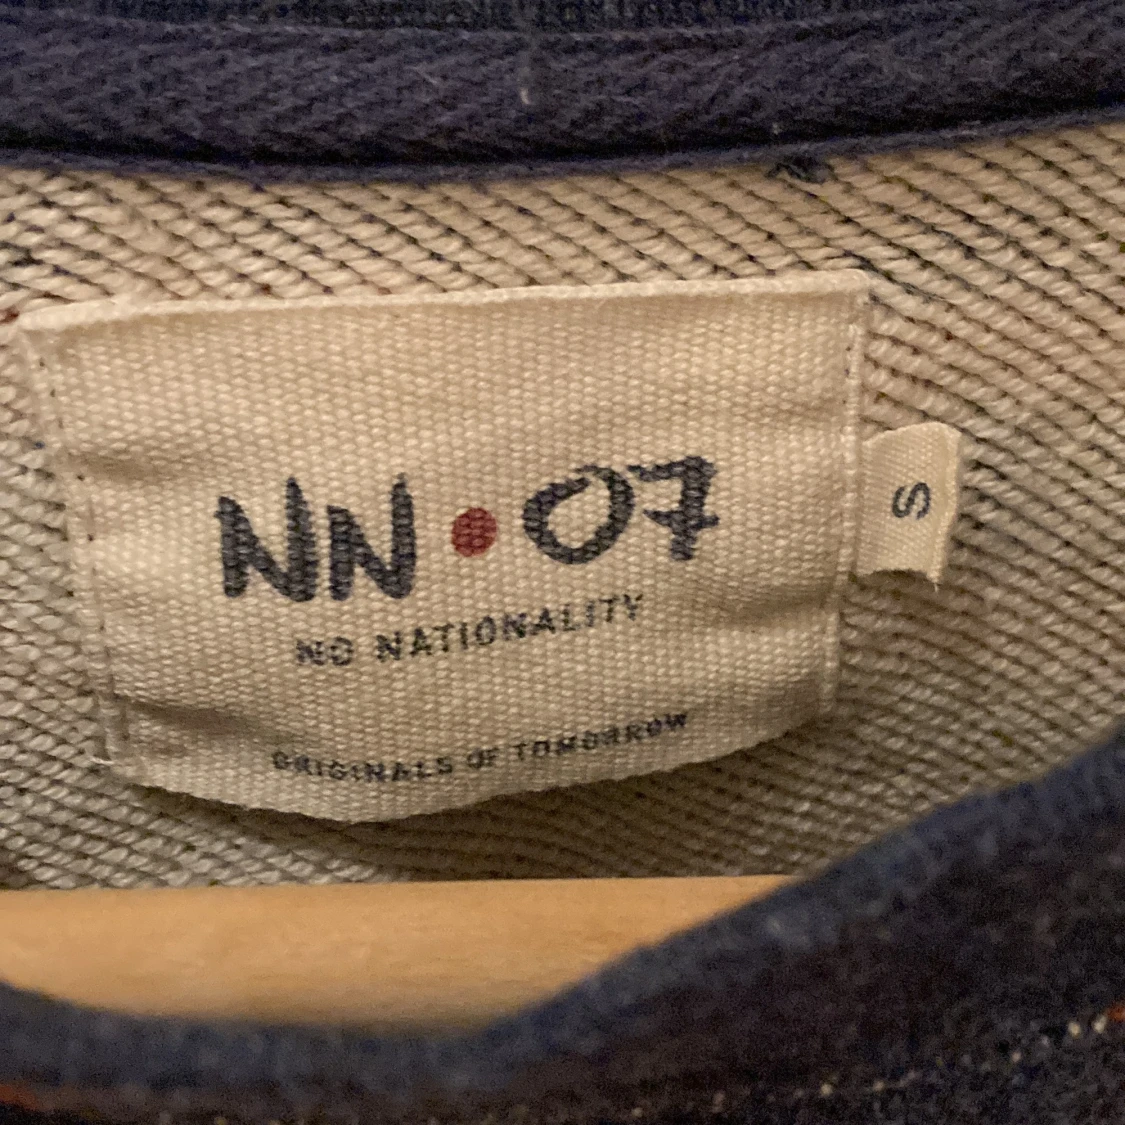 NN•07
NO NATIONALITY
ORIGINALS OF TOMORROW
S